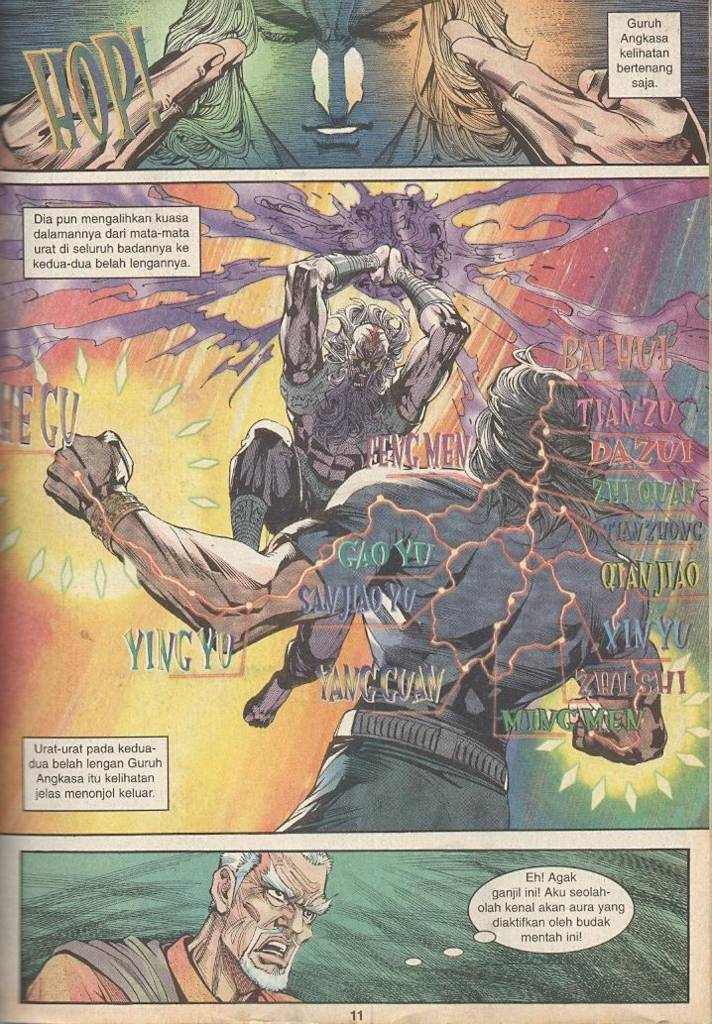 HOP!
Guruh
Angkasa
kelihatan
bertenang
saja.
Dia pun mengalihkan kuasa
dalamannya dari mata-mata
urat di seluruh badannya ke
kedua-dua belah lengannya.
HE GU
BAI HUI
TIAN ZU
FENG MEN
DA ZUI
ZHI QUAN
TIAN ZHONG
GAO YU
QIAN JIAO
SAN JIAO YU
YING YU
XIN YU
YANG GUAN
ZHI SHI
MING MEN
Urat-urat pada kedua-
dua belah lengan Guruh
Angkasa itu kelihatan
jelas menonjol keluar.
Eh! Agak
ganjil ini! Aku seolah-
olah kenal akan aura yang
diaktifkan oleh budak
mentah ini!
11